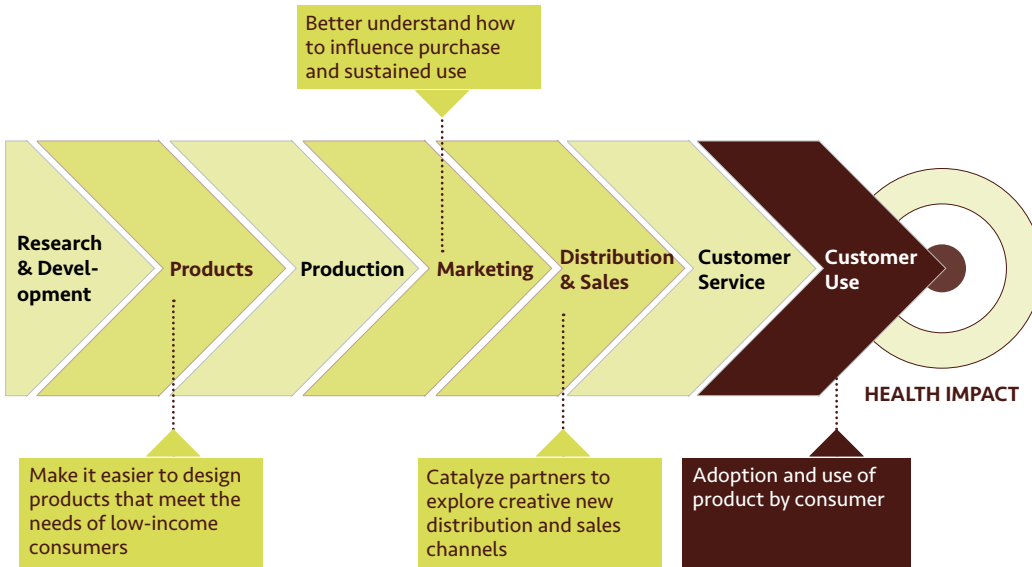 Better understand how
to influence purchase
and sustained use
Research
& Devel-
opment
Products
Production
Marketing
Distribution
& Sales
Customer
Service
Customer
Use
HEALTH IMPACT
Make it easier to design
products that meet the
needs of low-income
consumers
Catalyze partners to
explore creative new
distribution and sales
channels
Adoption and use of
product by consumer